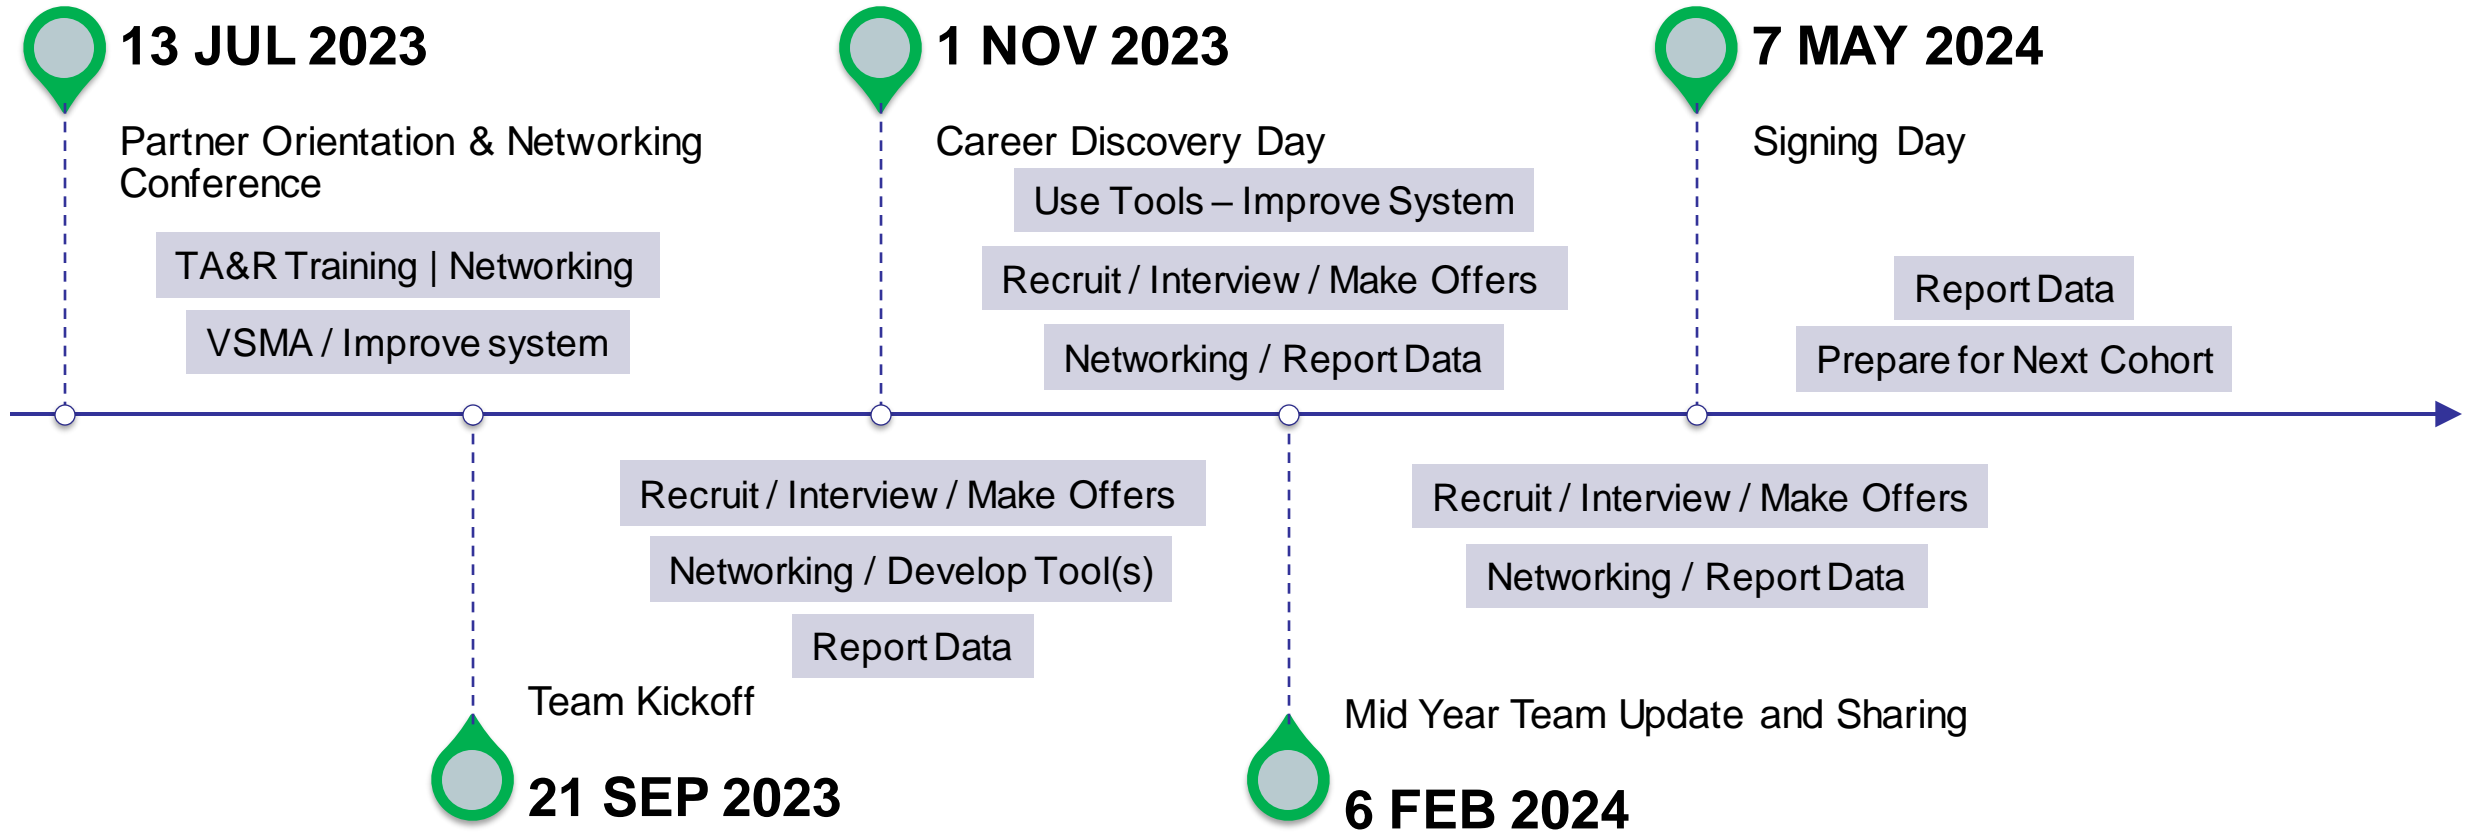 13 JUL 2023
Partner Orientation & Networking
Conference
TA&R Training | Networking
VSMA / Improve system
1 NOV 2023
Career Discovery Day
Use Tools – Improve System
Recruit / Interview / Make Offers
Networking / Report Data
7 MAY 2024
Signing Day
Report Data
Prepare for Next Cohort
Recruit / Interview / Make Offers
Networking / Develop Tool(s)
Report Data
Team Kickoff
21 SEP 2023
Recruit / Interview / Make Offers
Networking / Report Data
Mid Year Team Update and Sharing
6 FEB 2024